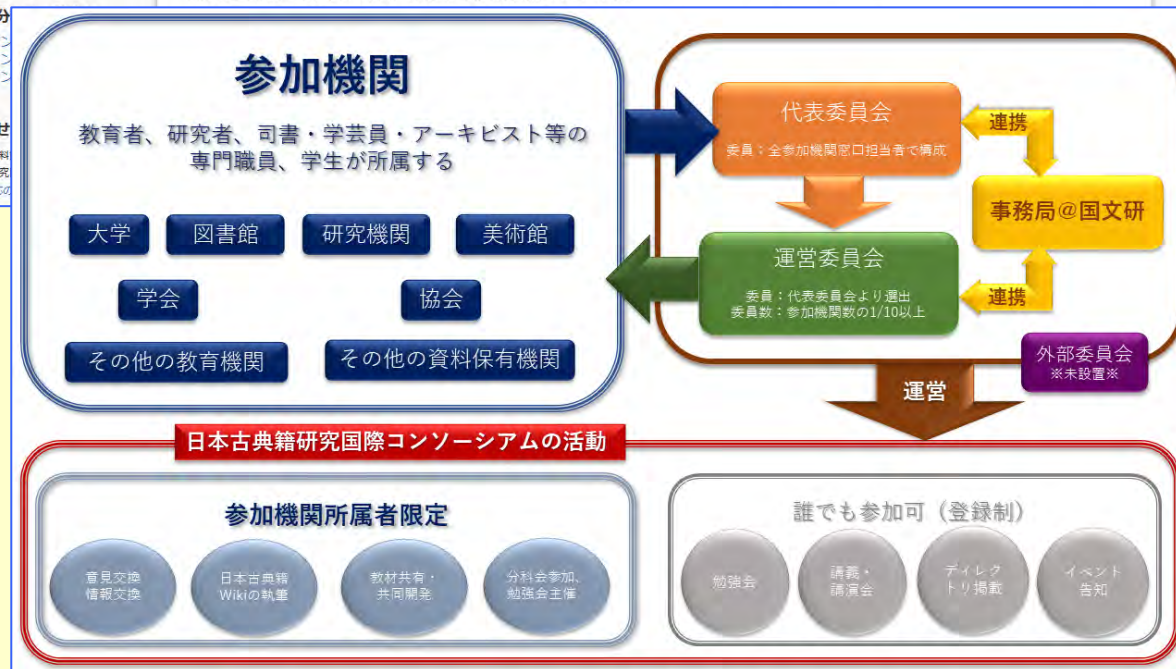 参加機関
教育者、研究者、司書・学芸員・アーキビスト等の
専門職員、学生が所属する
大学
図書館
研究機関
美術館
学会
協会
その他の教育機関
その他の資料保有機関
代表委員会
委員：全参加機関窓口担当者で構成
連携
事務局@国文研
運営委員会
委員：代表委員会より選出
委員数：参加機関数の1/10以上
連携
外部委員会
※未設置※
運営
日本古典籍研究国際コンソーシアムの活動
参加機関所属者限定
意見交換
情報交換
日本古典籍
Wikiの執筆
教材共有・
共同開発
分科会参加、
勉強会主催
誰でも参加可（登録制）
勉強会
講義・
講演会
ディレク
トリ掲載
イベント
告知